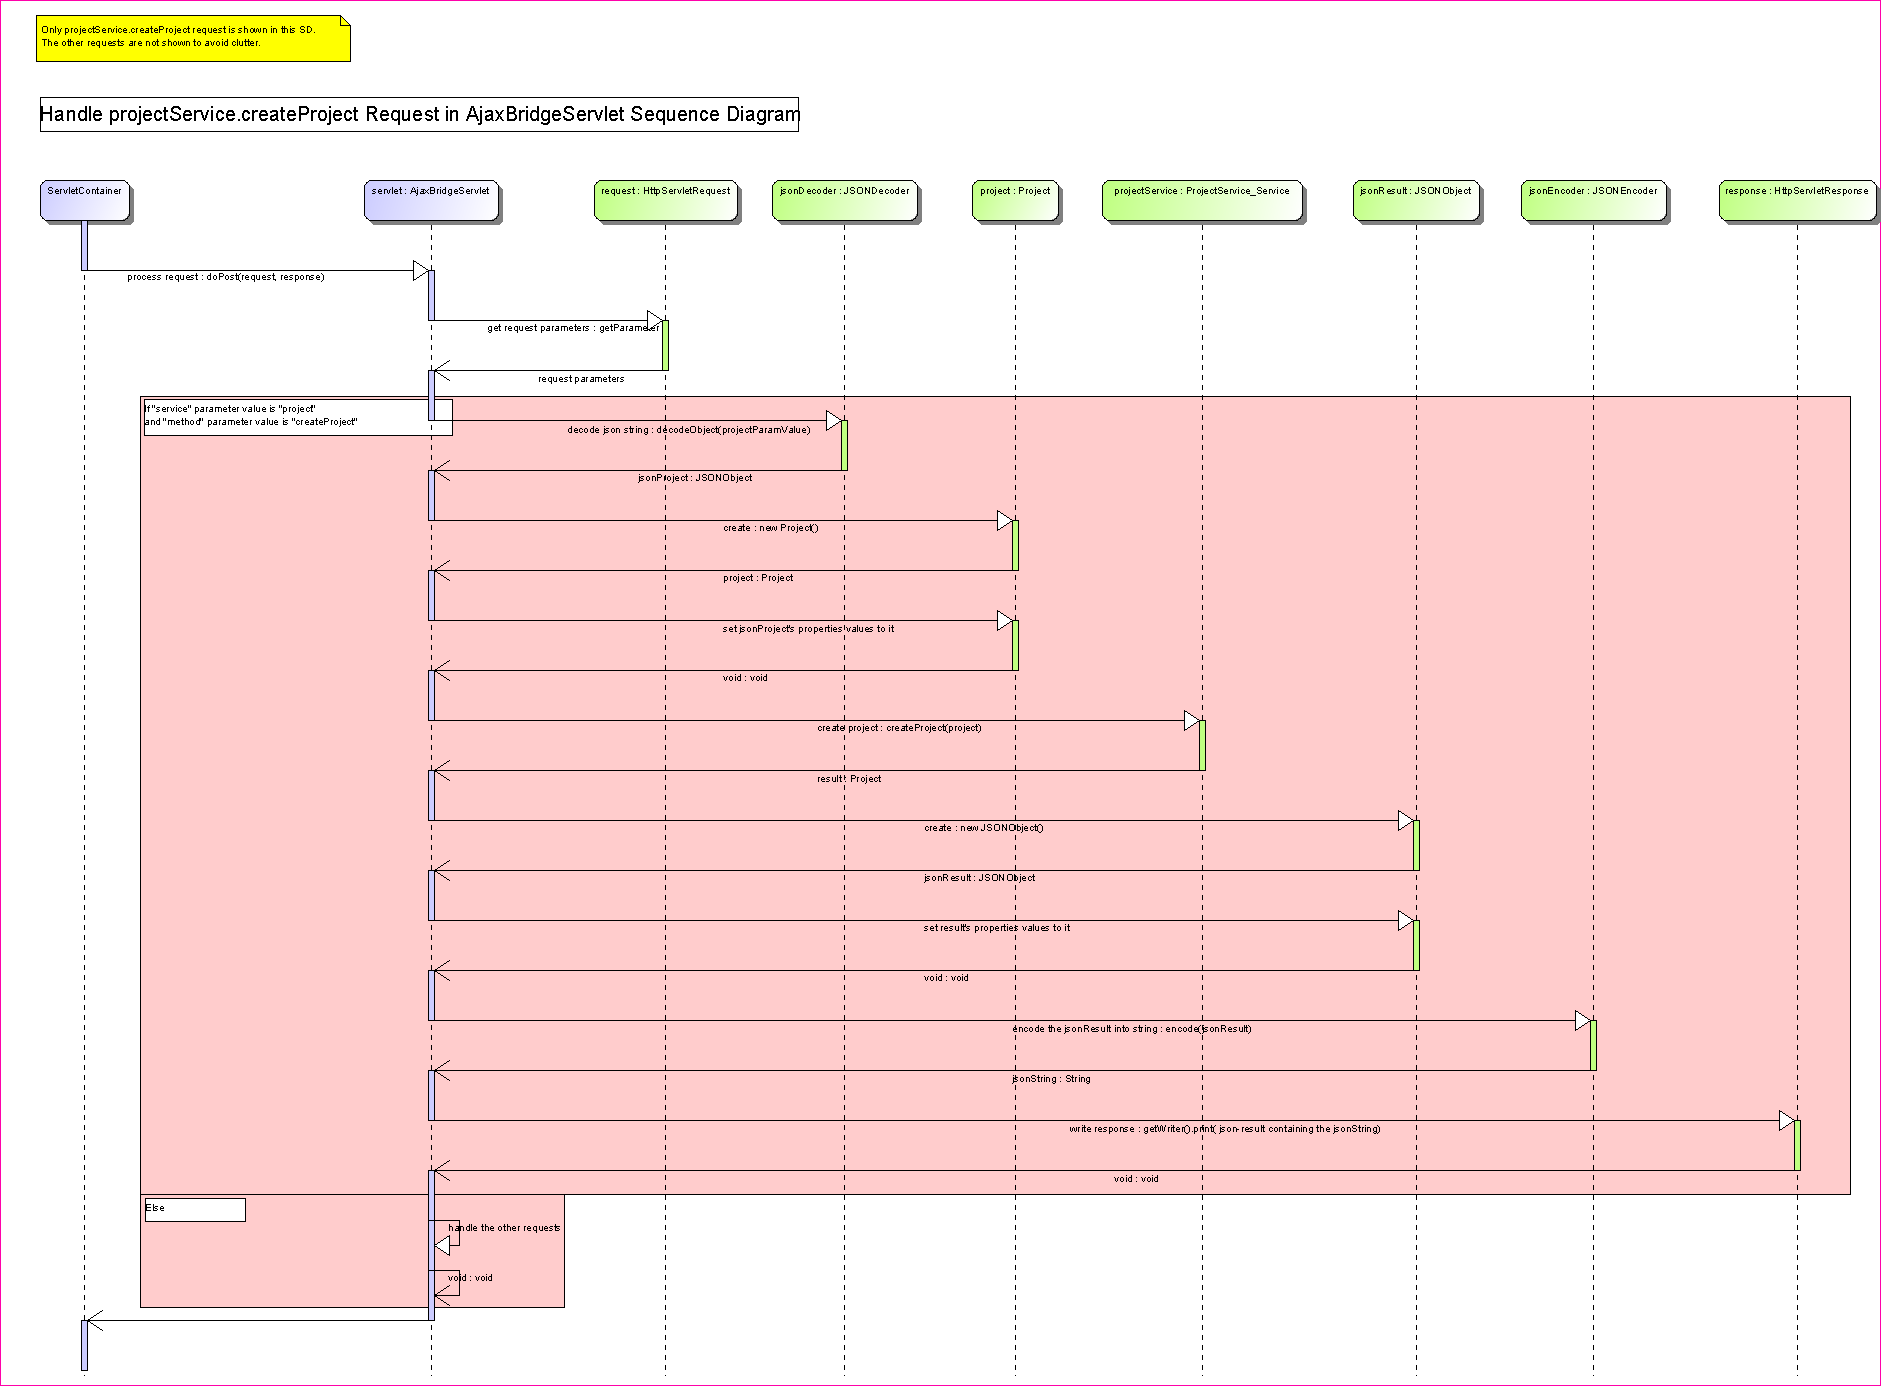 Only projectService.createProject request is shown in this SD.
The other requests are not shown to avoid clutter.
Handle projectService.createProject Request in AjaxBridgeServlet Sequence Diagram
ServletContainer
servlet : AjaxBridgeServlet
request : HttpServletRequest
jsonDecoder : JSONDecoder
project : Project
projectService : ProjectService_Service
jsonResult : JSONObject
jsonEncoder : JSONEncoder
response : HttpServletResponse
process request : doPost(request, response)
get request parameters : getParameter
request parameters
If "service" parameter value is "project"
and "method" parameter value is "createProject"
decode json string : decodeObject(projectParamValue)
jsonProject : JSONObject
create : new Project()
project : Project
set jsonProject's properties values to it
void : void
create project : createProject(project)
result : Project
create : new JSONObject()
jsonResult : JSONObject
set result's properties values to it
void : void
encode the jsonResult into string : encode(jsonResult)
jsonString : String
write response : getWriter().print( json-result containing the jsonString)
void : void
Else
handle the other requests
void : void